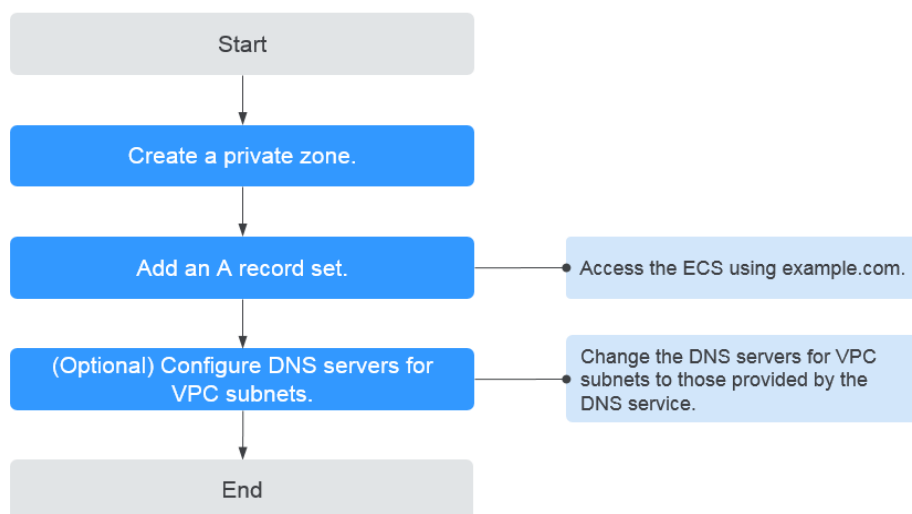 Start
Create a private zone.
Add an A record set.
Access the ECS using example.com.
(Optional) Configure DNS servers for
VPC subnets.
Change the DNS servers for VPC
subnets to those provided by the
DNS service.
End